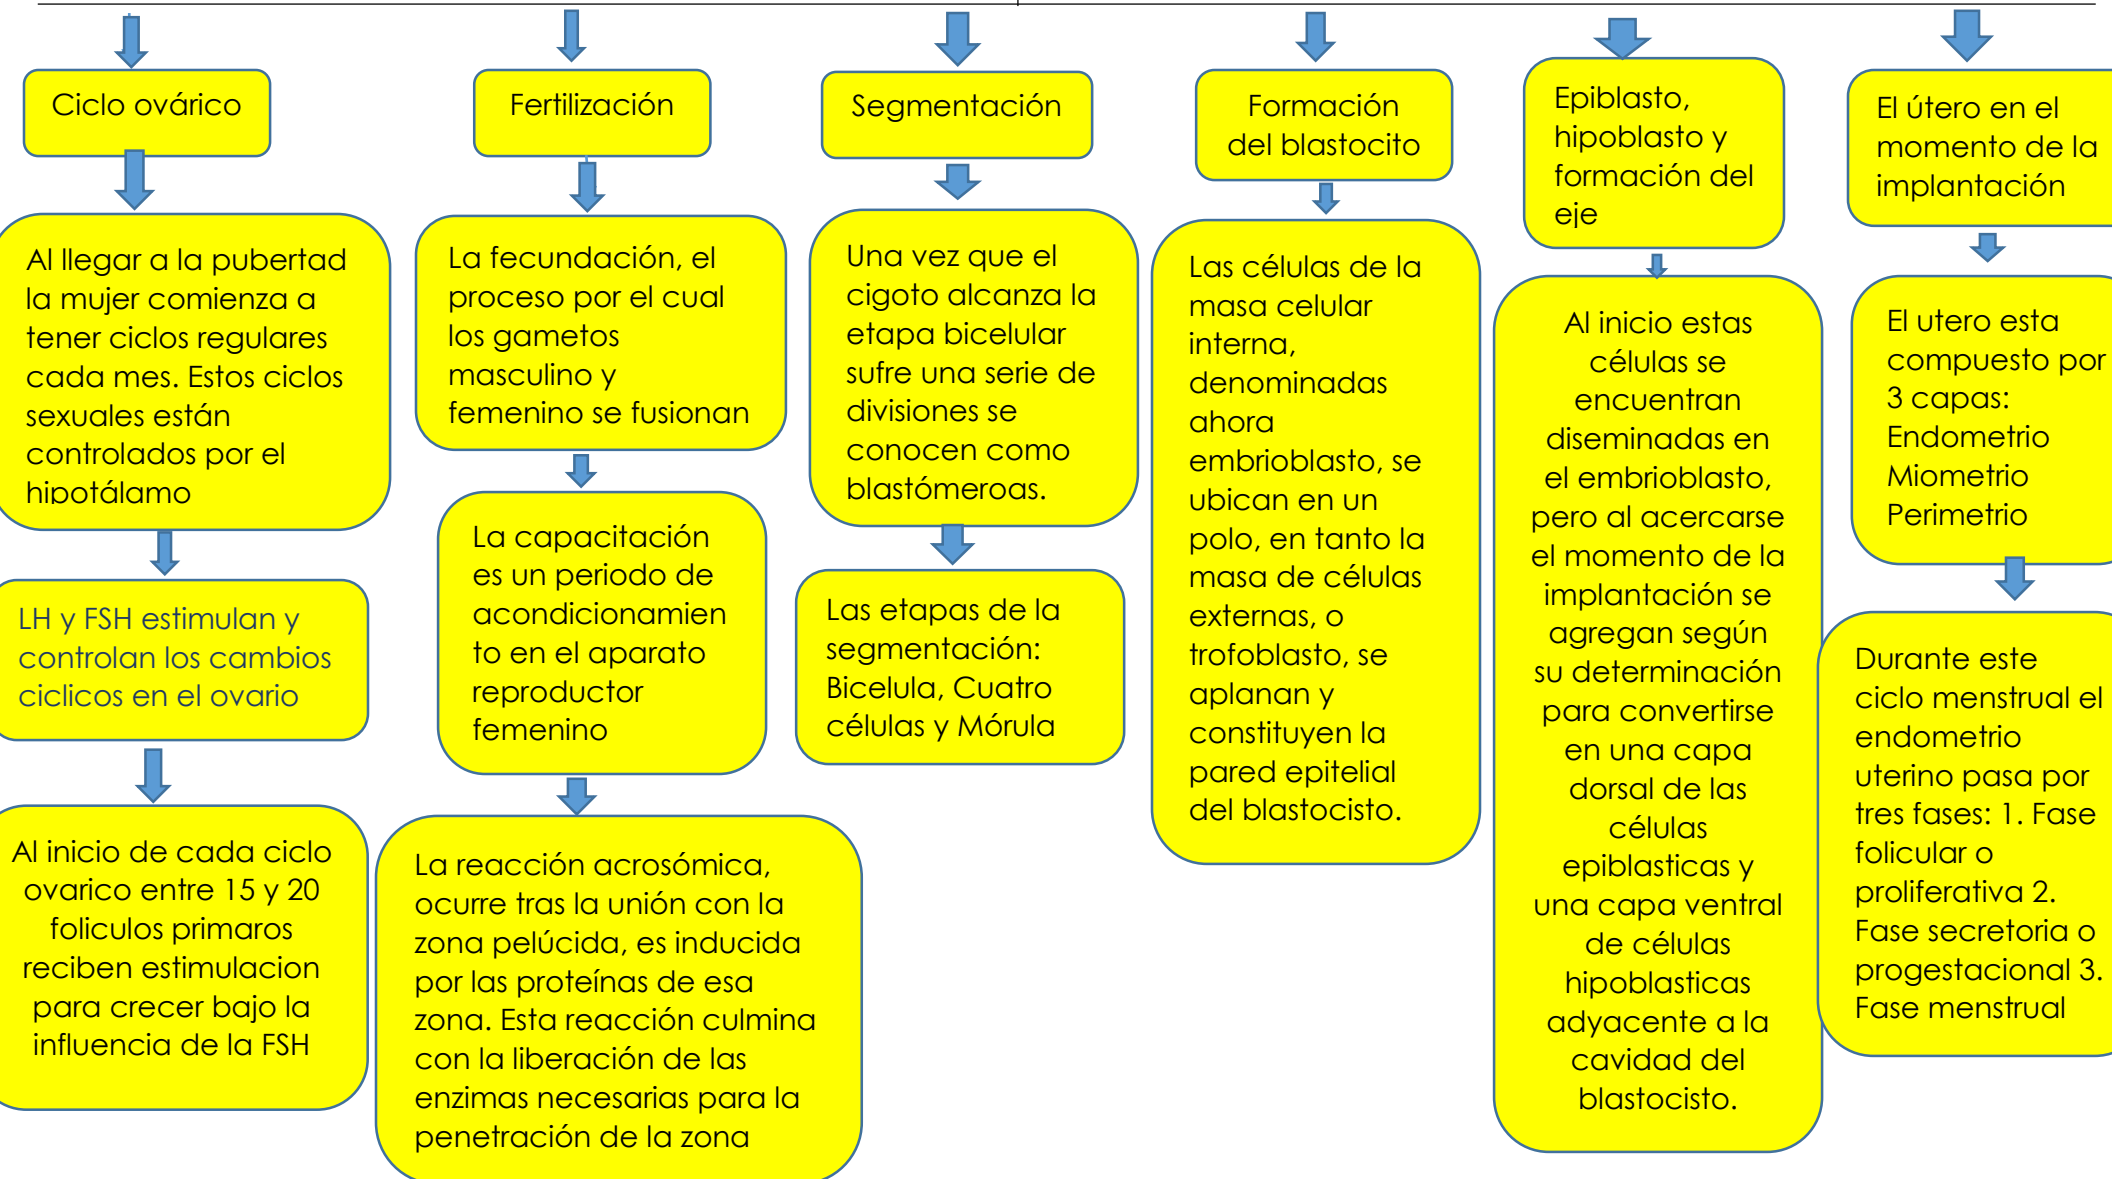 Ciclo ovárico
Al llegar a la pubertad
la mujer comienza a
tener ciclos regulares
cada mes. Estos ciclos
sexuales están
controlados por el
hipotálamo
LH y FSH estimulan y
controlan los cambios
ciclicos en el ovario
Al inicio de cada ciclo
ovarico entre 15 y 20
foliculos primaros
reciben estimulacion
para crecer bajo la
influencia de la FSH
Fertilización
La fecundación, el
proceso por el cual
los gametos
masculino y
femenino se fusionan
La capacitación
es un periodo de
acondicionamien
to en el aparato
reproductor
femenino
La reacción acrosómica,
ocurre tras la unión con la
zona pelúcida, es inducida
por las proteínas de esa
zona. Esta reacción culmina
con la liberación de las
enzimas necesarias para la
penetración de la zona
Segmentación
Una vez que el
cigoto alcanza la
etapa bicelular
sufre una serie de
divisiones se
conocen como
blastómeroas.
Las etapas de la
segmentación:
Bicelula, Cuatro
células y Mórula
Formación
del blastocito
Las células de la
masa celular
interna,
denominadas
ahora
embrioblasto, se
ubican en un
polo, en tanto la
masa de células
externas, o
trofoblasto, se
aplanan y
constituyen la
pared epitelial
del blastocisto.
Epiblasto,
hipoblasto y
formación del
eje
Al inicio estas
células se
encuentran
diseminadas en
el embrioblasto,
pero al acercarse
el momento de la
implantación se
agregan según
su determinación
para convertirse
en una capa
dorsal de las
células
epiblasticas y
una capa ventral
de células
hipoblasticas
adyacente a la
cavidad del
blastocisto.
El útero en el
momento de la
implantación
El utero esta
compuesto por
3 capas:
Endometrio
Miometrio
Perimetrio
Durante este
ciclo menstrual el
endometrio
uterino pasa por
tres fases: 1. Fase
folicular o
proliferativa 2.
Fase secretoria o
progestacional 3.
Fase menstrual